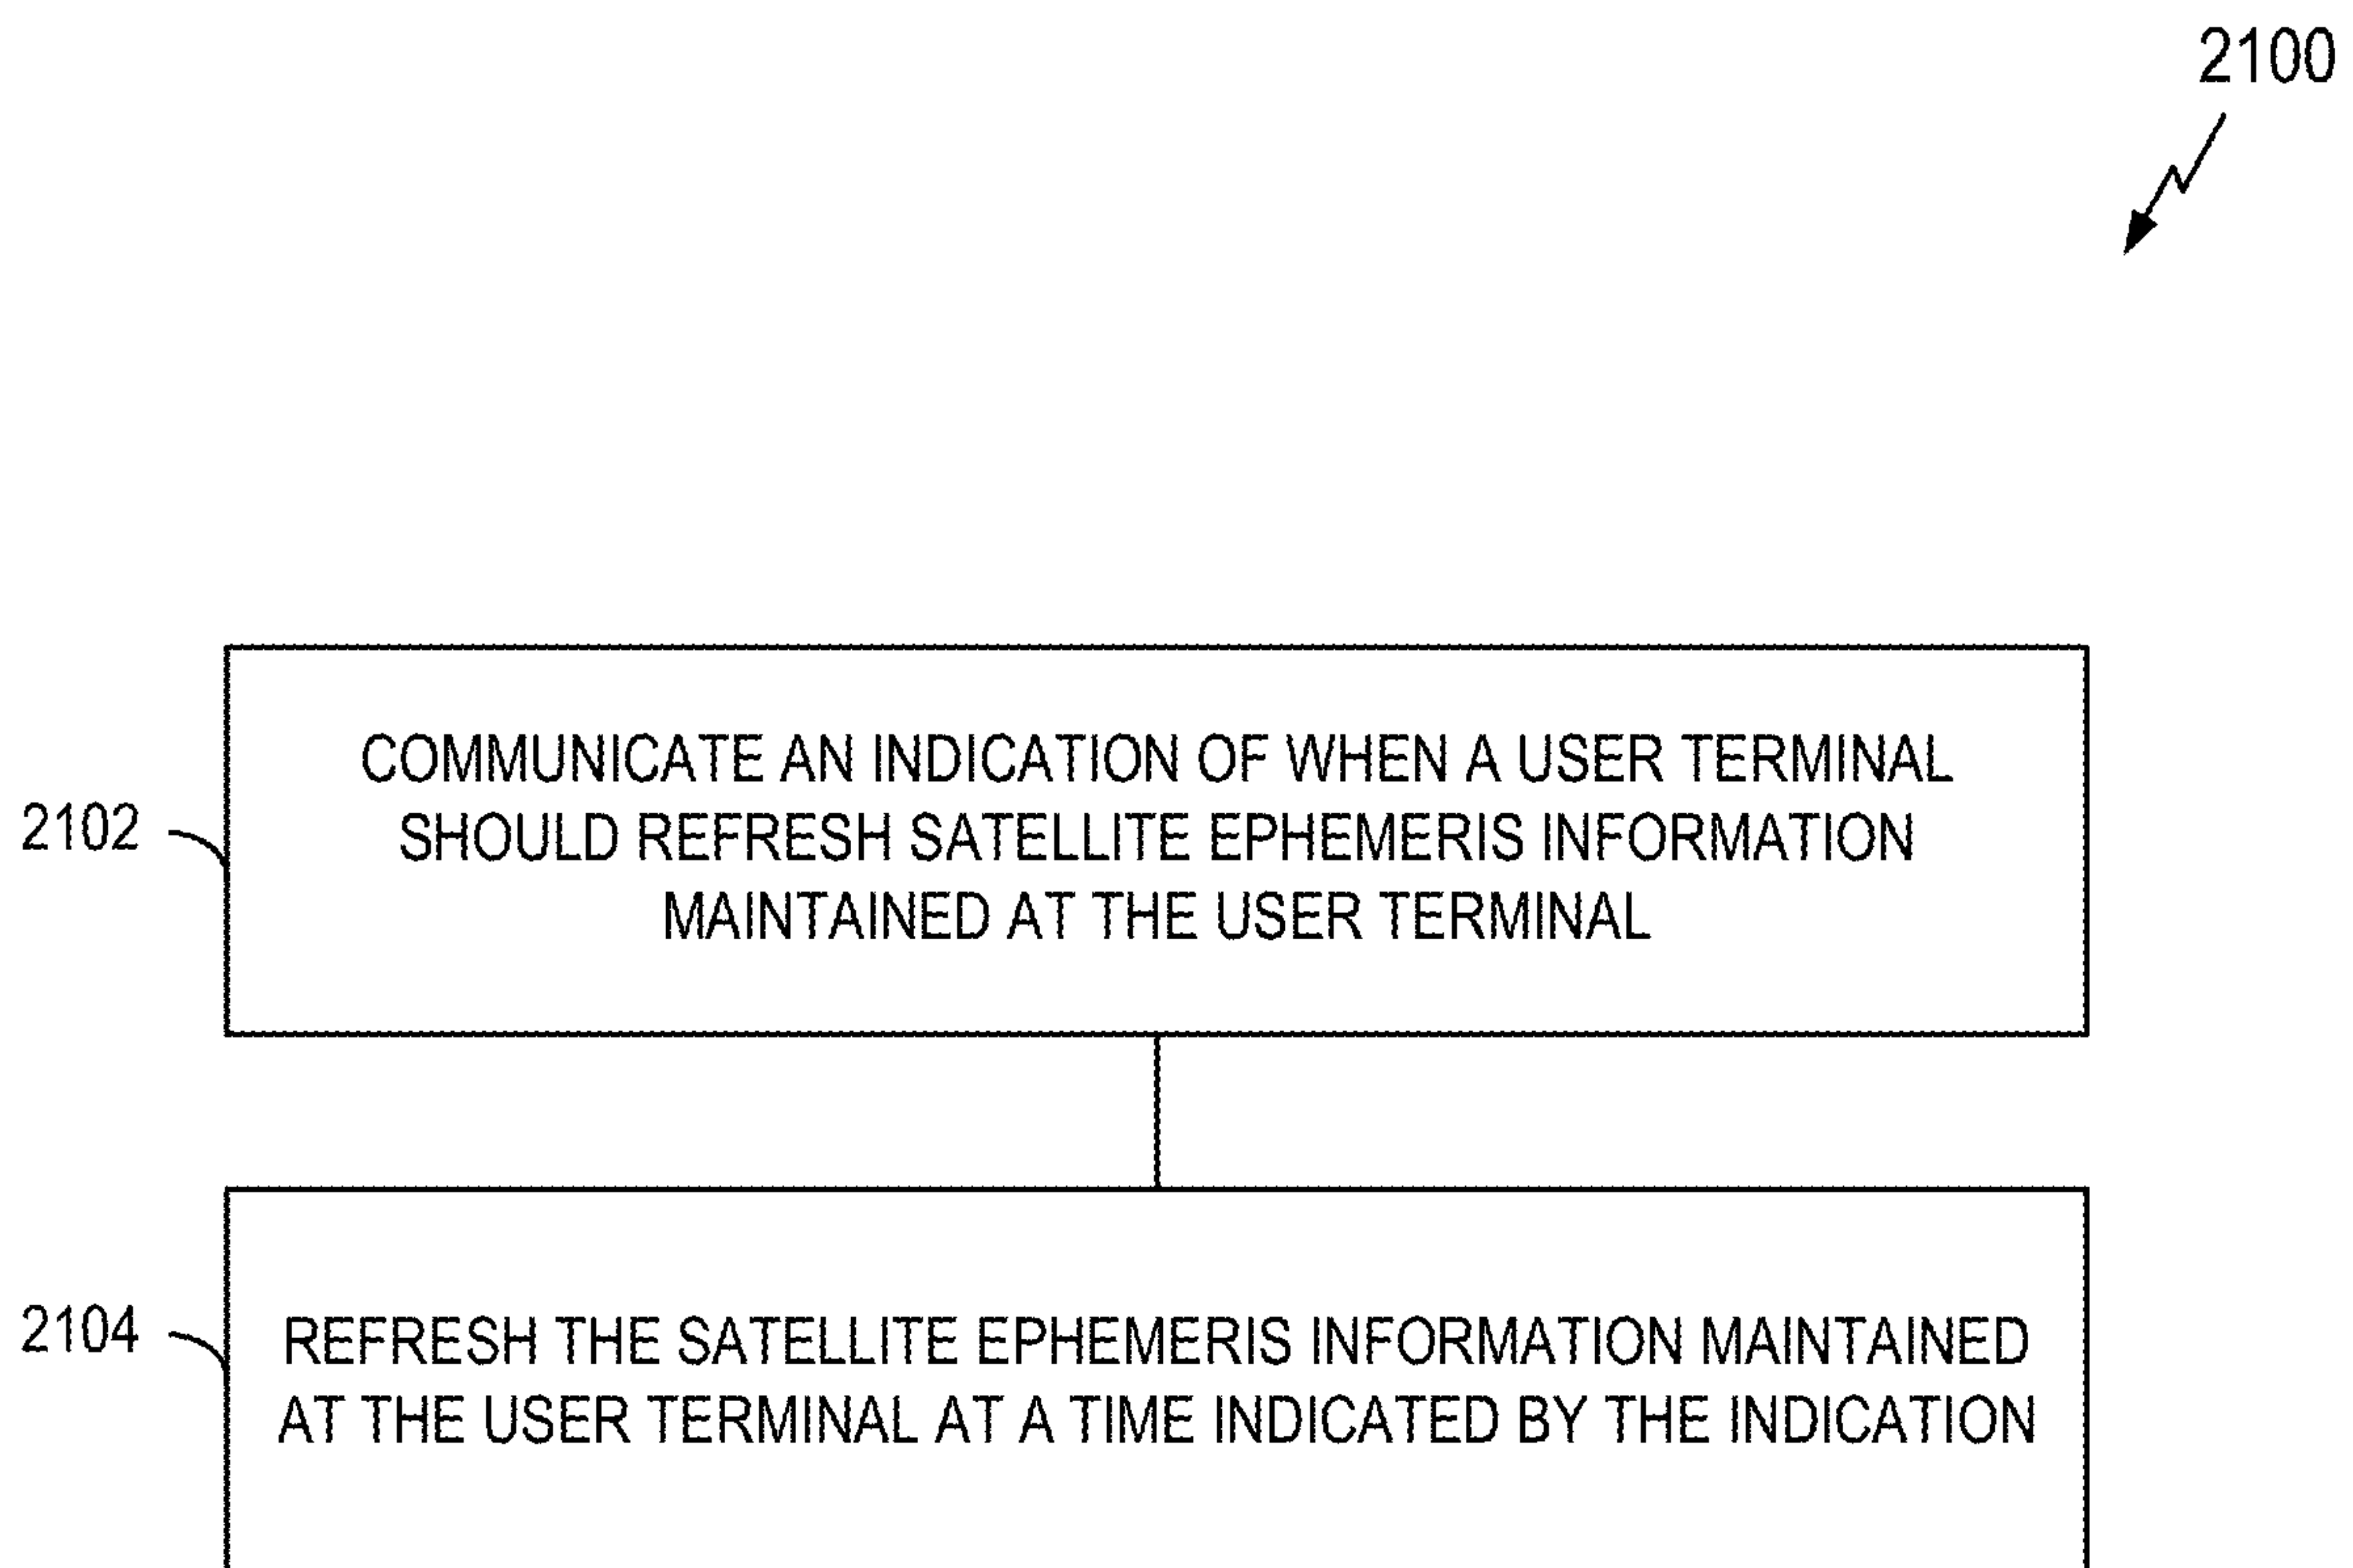 2100
2102
COMMUNICATE AN INDICATION OF WHEN A USER TERMINAL
SHOULD REFRESH SATELLITE EPHEMERIS INFORMATION
MAINTAINED AT THE USER TERMINAL
2104
REFRESH THE SATELLITE EPHEMERIS INFORMATION MAINTAINED
AT THE USER TERMINAL AT A TIME INDICATED BY THE INDICATION